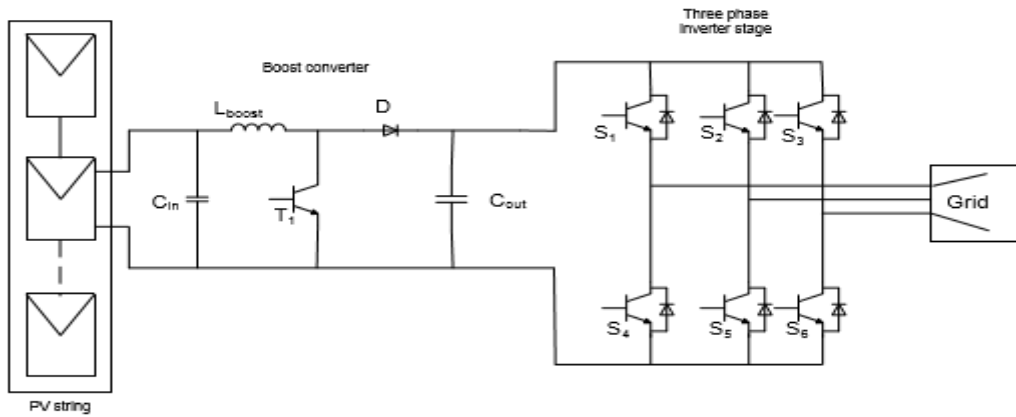 Three phase
Inverter stage
Boost converter
Lboost
D
S1
S2
S3
Cin
T1
Cout
Grid
S4
S5
S6
PV string